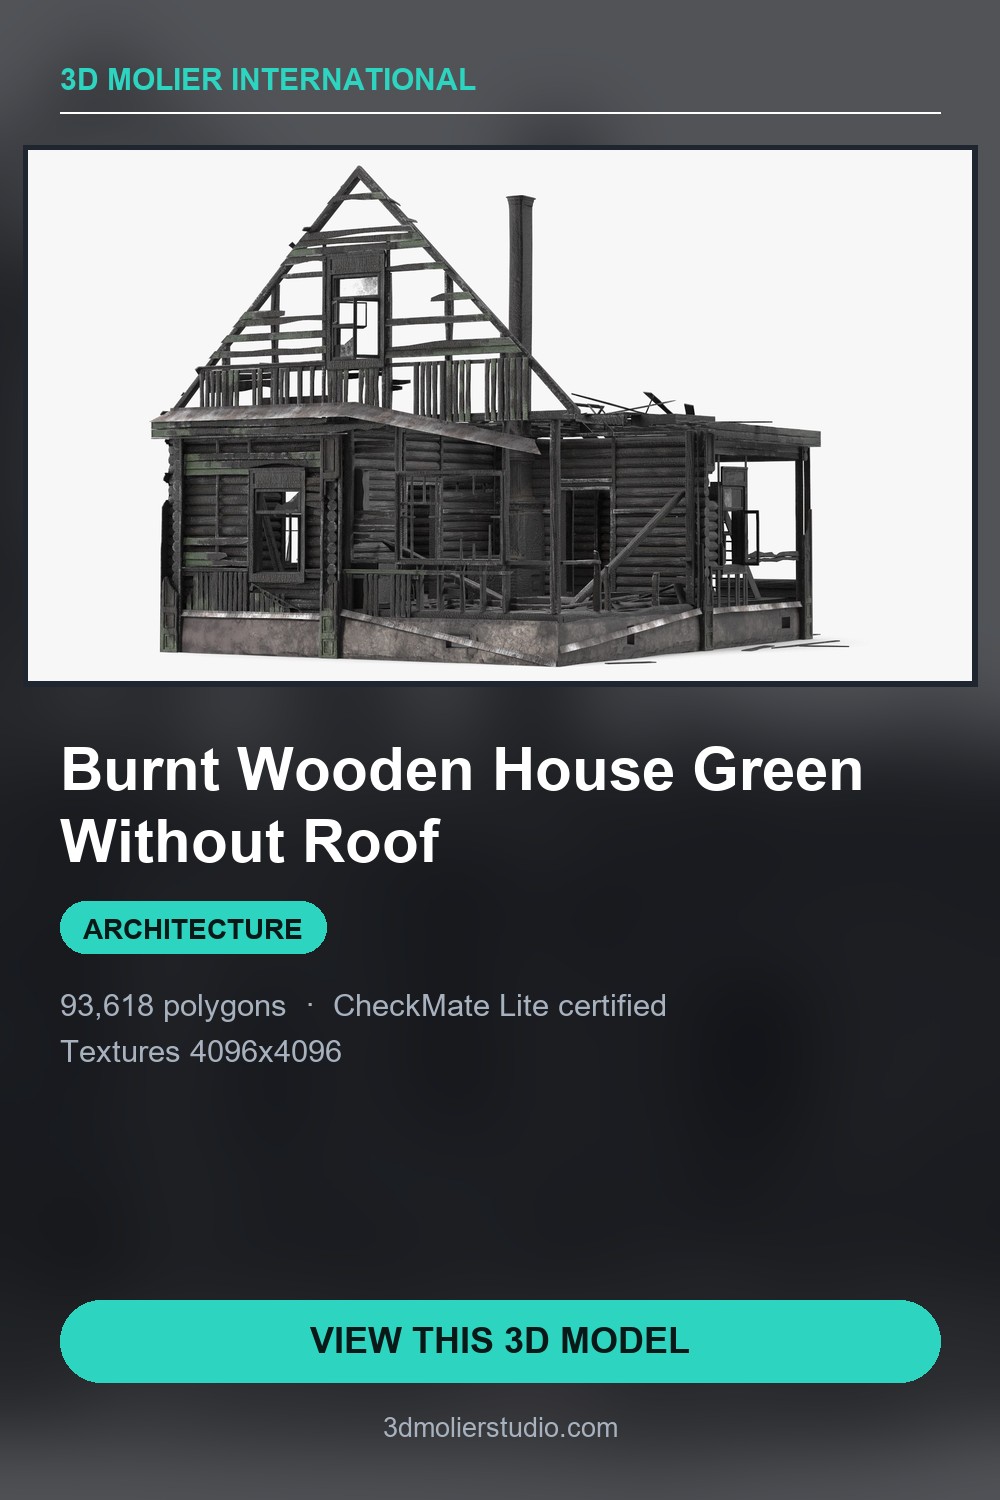 3D MOLIER INTERNATIONAL
Burnt Wooden House Green
Without Roof
ARCHITECTURE
93,618 polygons · CheckMate Lite certified
Textures 4096x4096
VIEW THIS 3D MODEL
3dmolierstudio.com